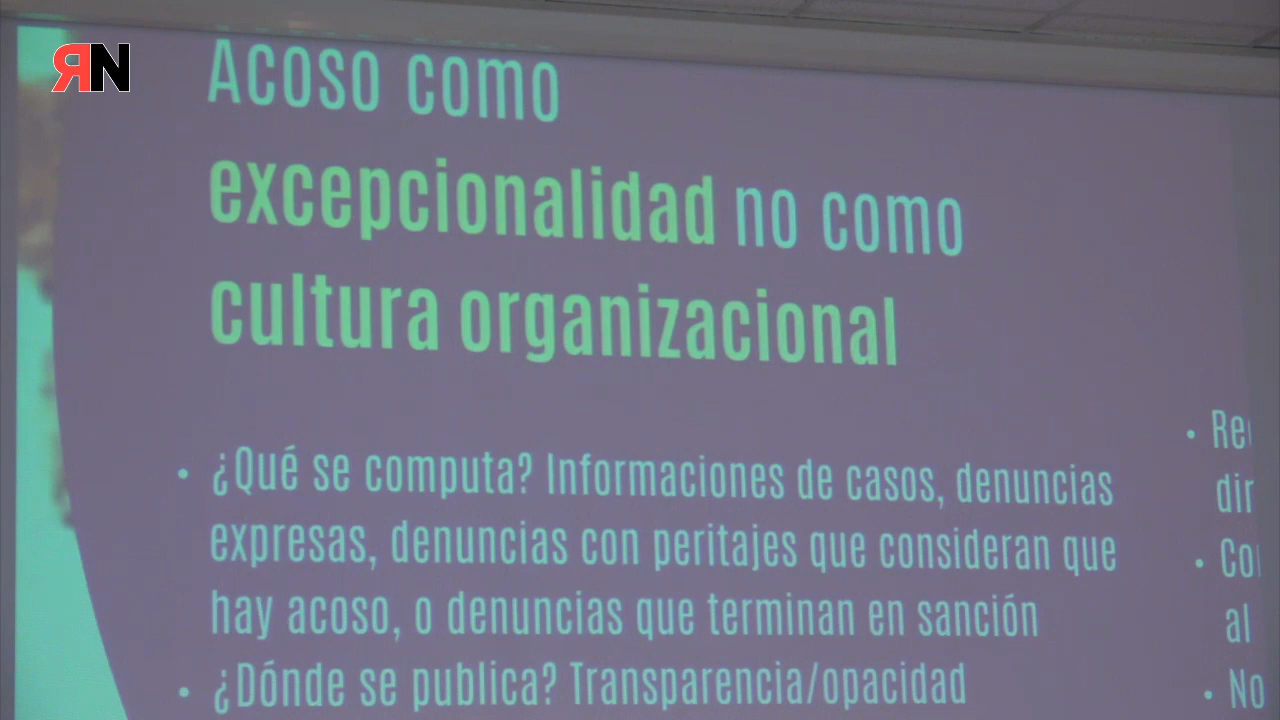 RN
Acoso como
excepcionalidad no como
cultura organizacional
• ¿Qué se computa? Informaciones de casos, denuncias
expresas, denuncias con peritajes que consideran que
hay acoso, o denuncias que terminan en sanción
• ¿Dónde se publica? Transparencia/opacidad
• No